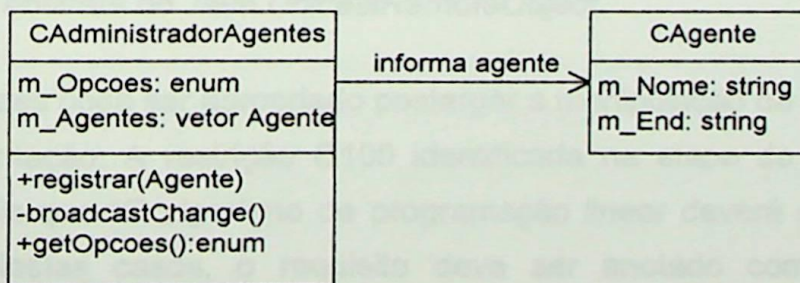 CAdministradorAgentes
m_Opcoes: enum
m_Agentes: vetor Agente
+registrar(Agente)
-broadcastChange()
+getOpcoes():enum
informa agente
CAgente
m_Nome: string
m_End: string